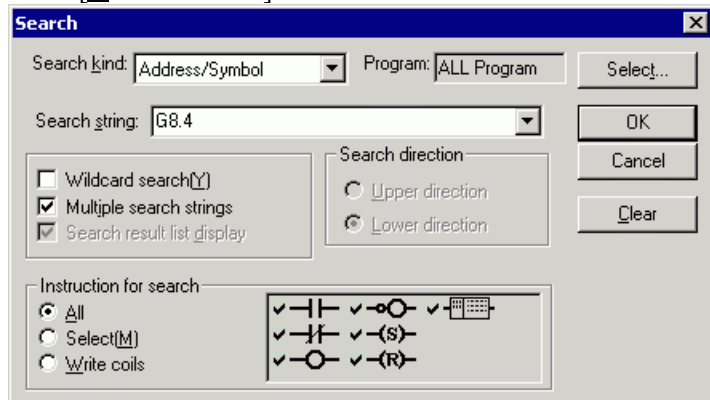 Search
Search kind: Address/Symbol Program: ALL Program Select...
Search string: G8.4 OK
Cancel
Search direction
Wildcard search(Y)
Upper direction
Multiple search strings
Clear
Lower direction
Search result list display
Instruction for search
All
Select(M)
(S)
Write coils
(R)